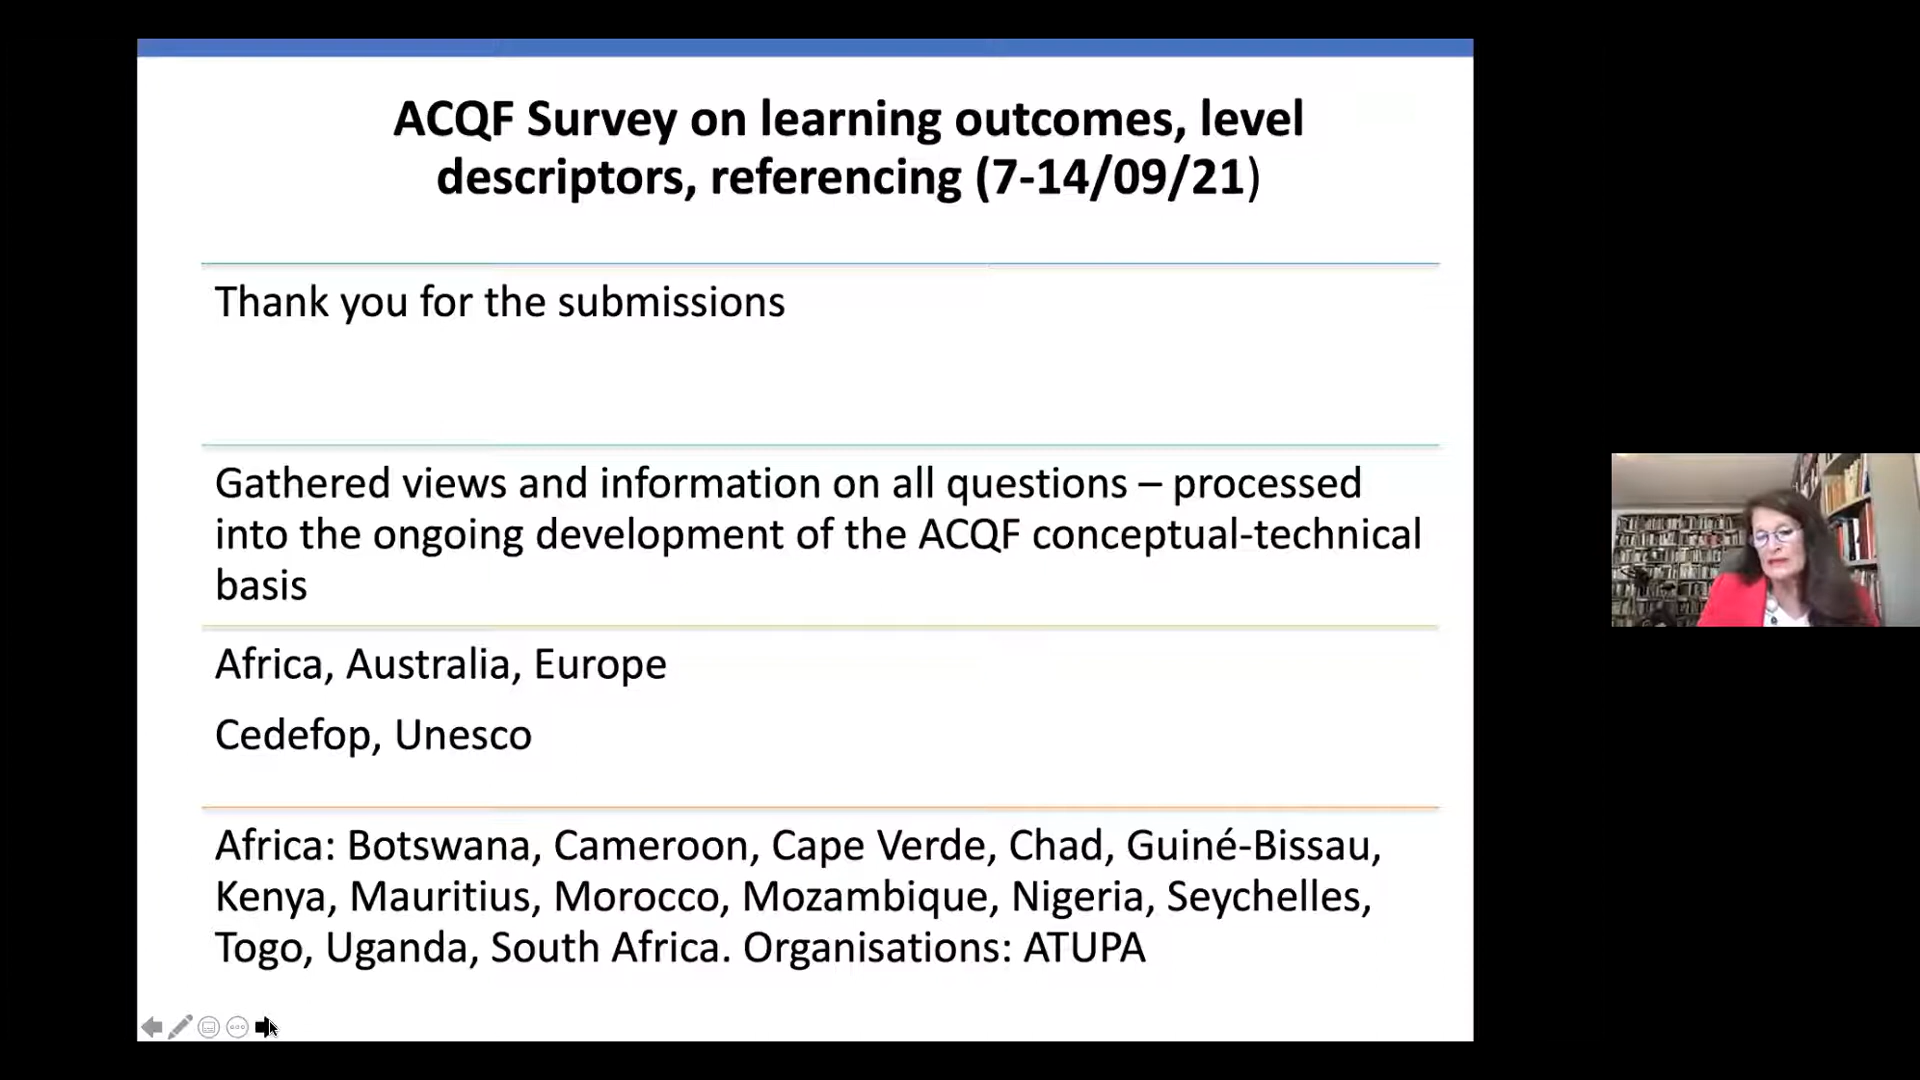 ACQF Survey on learning outcomes, level
descriptors, referencing (7-14/09/21)
Thank you for the submissions
Gathered views and information on all questions – processed
into the ongoing development of the ACQF conceptual-technical
basis
Africa, Australia, Europe
Cedefop, Unesco
Africa: Botswana, Cameroon, Cape Verde, Chad, Guiné-Bissau,
Kenya, Mauritius, Morocco, Mozambique, Nigeria, Seychelles,
Togo, Uganda, South Africa. Organisations: ATUPA